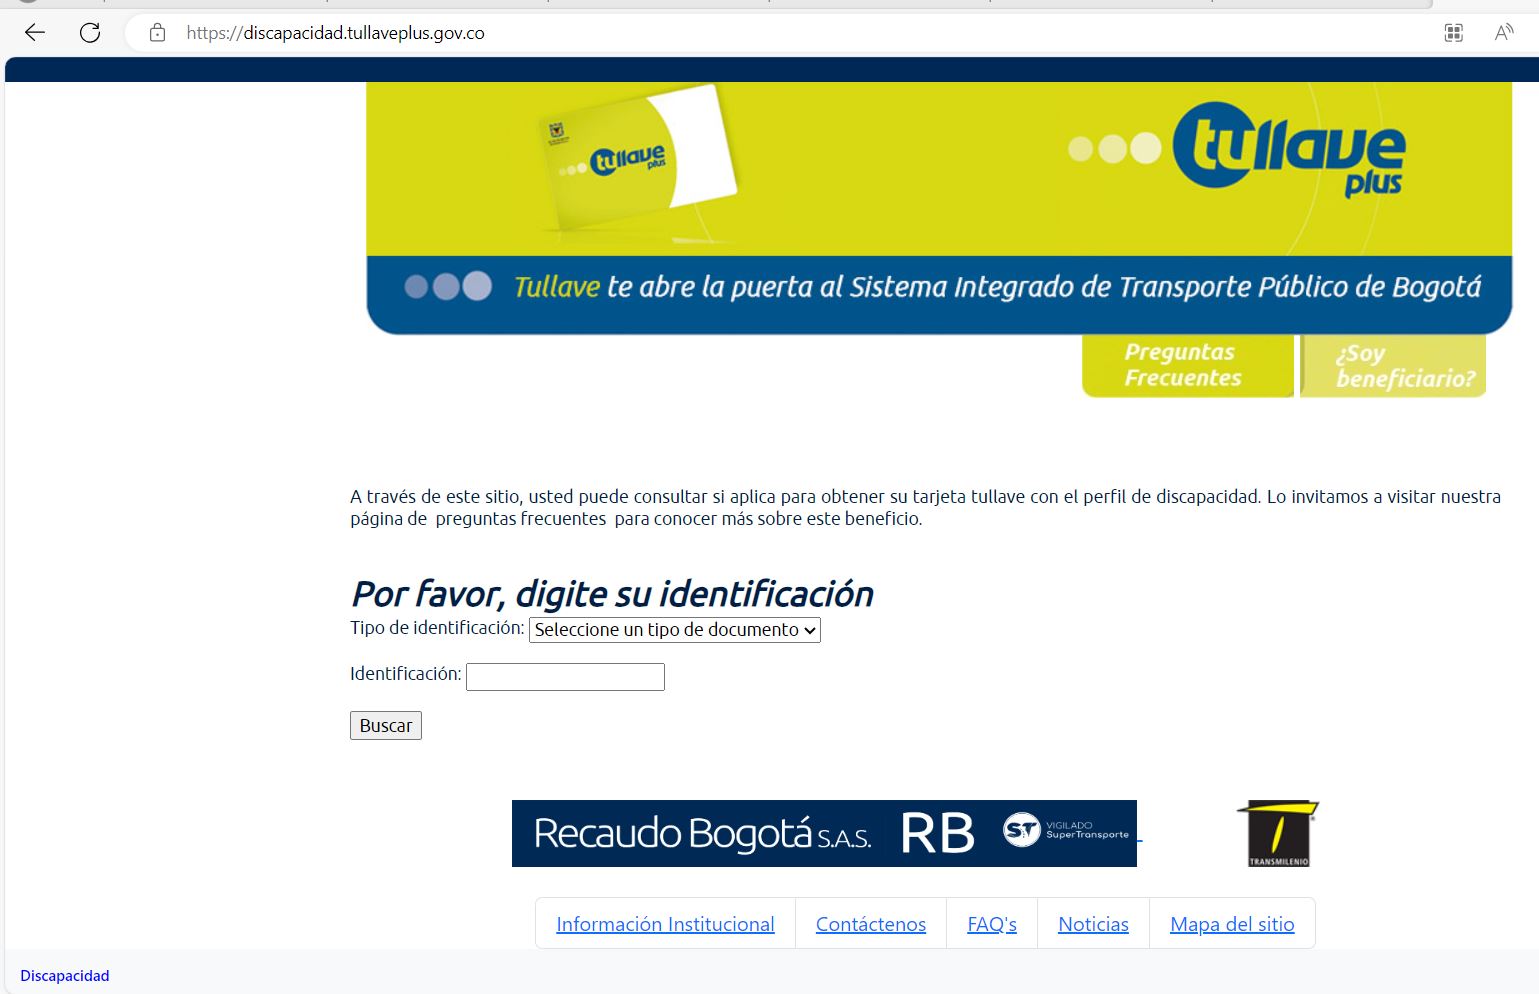 https://discapacidad.tullaveplus.gov.co
tullave
plus
tullave
plus
Tullave te abre la puerta al Sistema Integrado de Transporte Público de Bogotá
Preguntas
Frecuentes
¿Soy
beneficiario?
A través de este sitio, usted puede consultar si aplica para obtener su tarjeta tullave con el perfil de discapacidad. Lo invitamos a visitar nuestra
página de preguntas frecuentes para conocer más sobre este beneficio.
Por favor, digite su identificación
Tipo de identificación: Seleccione un tipo de documento
Identificación:
Buscar
Recaudo Bogotá S.A.S. RB ST VIGILADO
SuperTransporte
TRANSMILENIO
Información Institucional Contáctenos FAQ's Noticias Mapa del sitio
Discapacidad